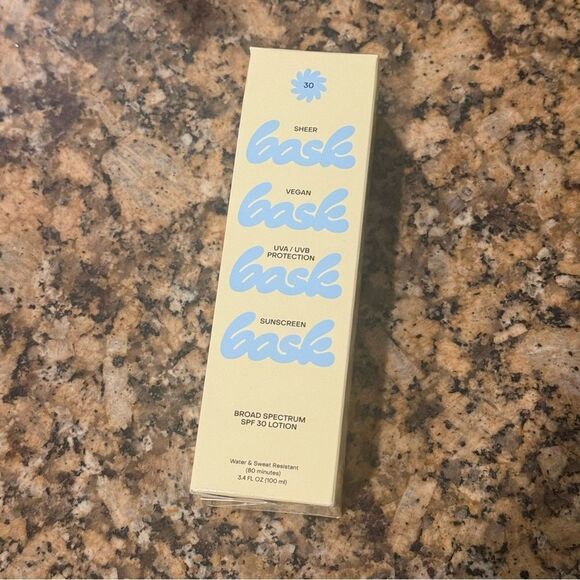 30
SHEER
bask
VEGAN
bask
UVA / UVB
PROTECTION
bask
SUNSCREEN
bask
BROAD SPECTRUM
SPF 30 LOTION
Water & Sweat Resistant
(80 minutes)
3.4 FL OZ (100 ml)